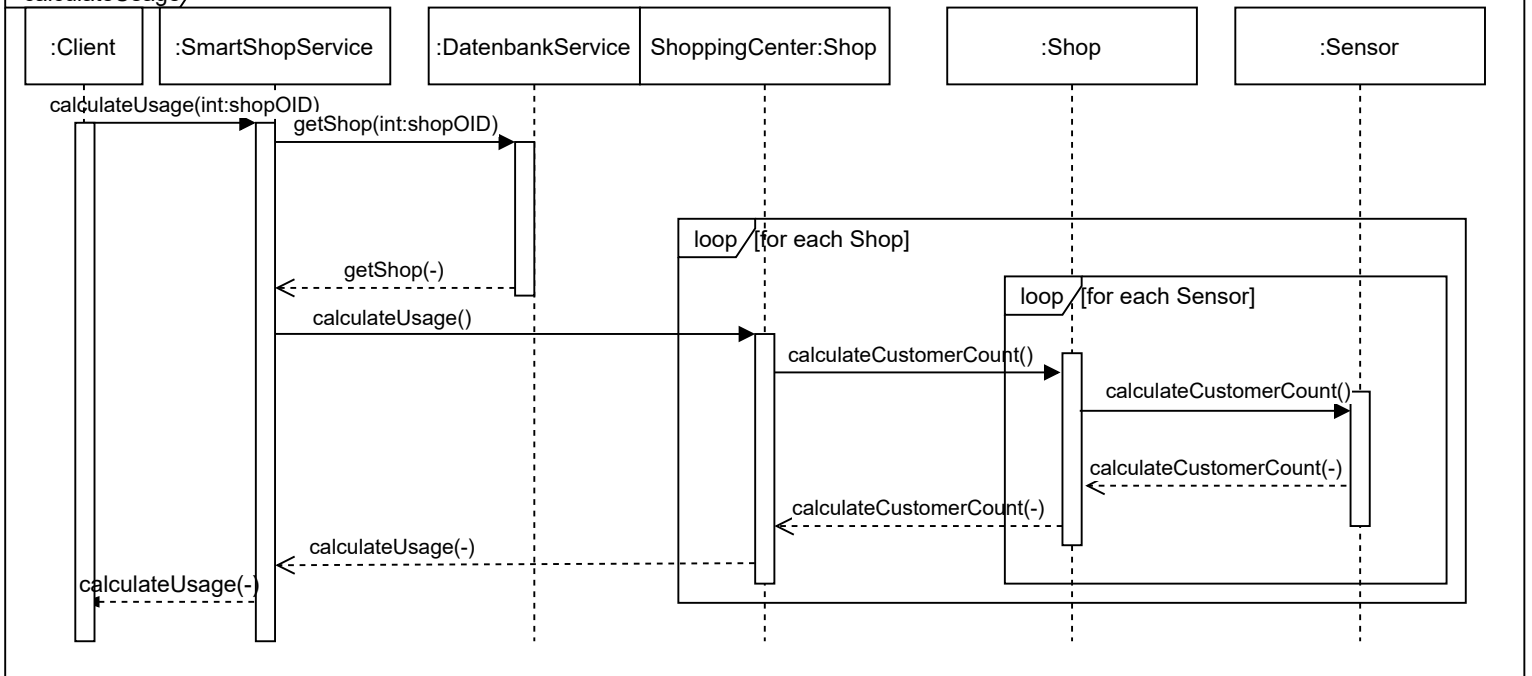 calculateUsage)
:Client
:SmartShopService
:DatenbankService
ShoppingCenter:Shop
:Shop
:Sensor
calculateUsage(int:shopOID)
getShop(int:shopOID)
loop
[for each Shop]
getShop(-)
loop
[for each Sensor]
calculateUsage()
calculateCustomerCount()
calculateCustomerCount()
calculateCustomerCount(-)
calculateCustomerCount(-)
calculateUsage(-)
calculateUsage(-)